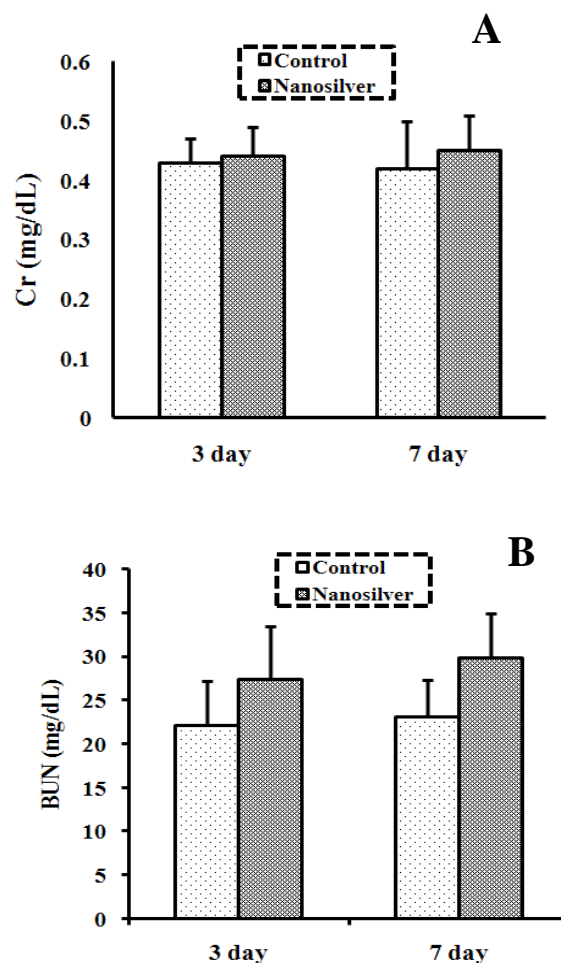 A
Control
Nanosilver
0.6
0.5
0.4
0.3
0.2
0.1
0
Cr (mg/dL)
3 day 7 day
B
Control
Nanosilver
40
35
30
25
20
15
10
5
0
BUN (mg/dL)
3 day 7 day